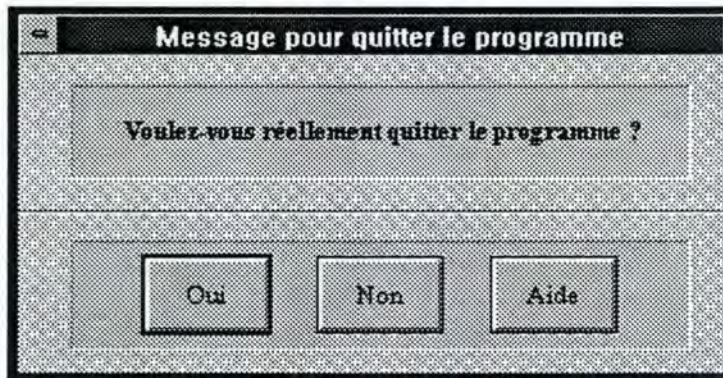 Message pour quitter le programme
Voulez-vous réellement quitter le programme ?
Oui Non Aide